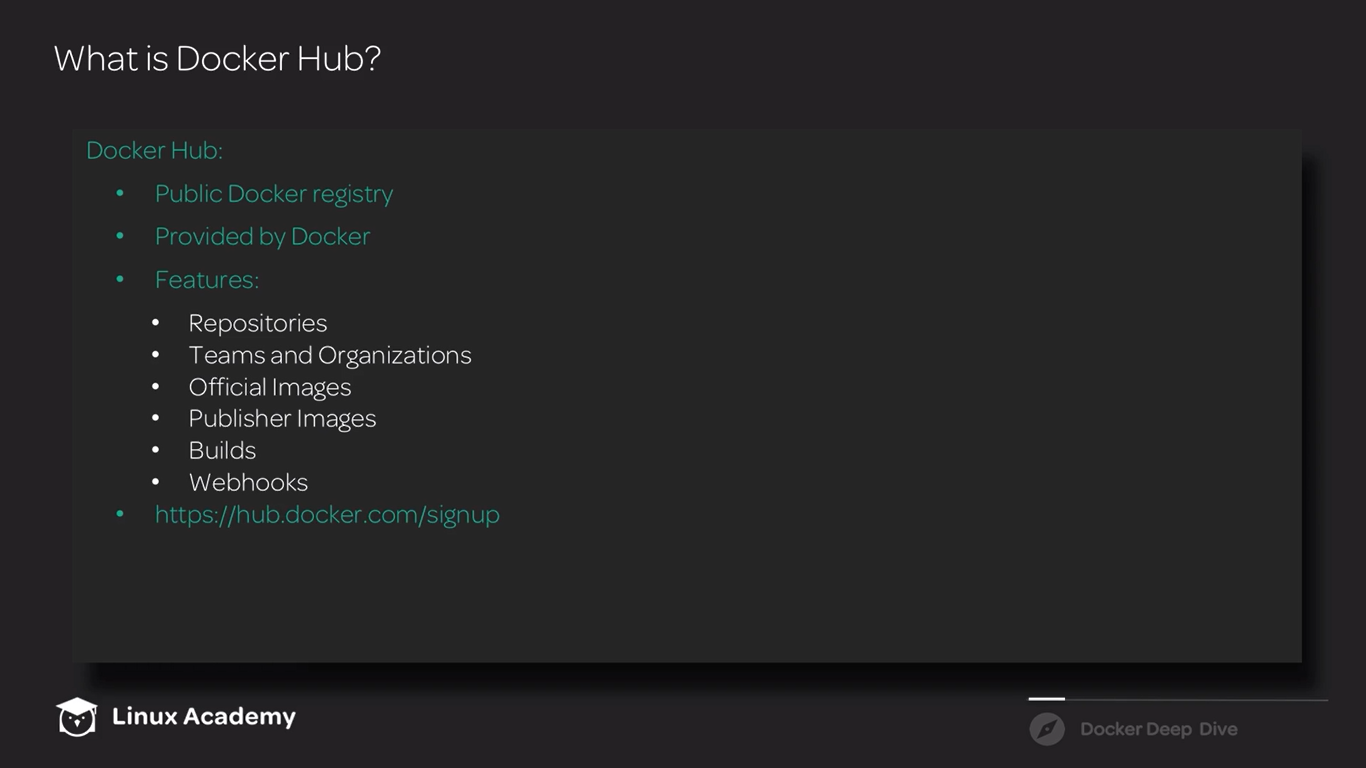 What is Docker Hub?
Docker Hub:
• Public Docker registry
• Provided by Docker
• Features:
• Repositories
• Teams and Organizations
• Official Images
• Publisher Images
• Builds
• Webhooks
• https://hub.docker.com/signup
Linux Academy
Docker Deep Dive